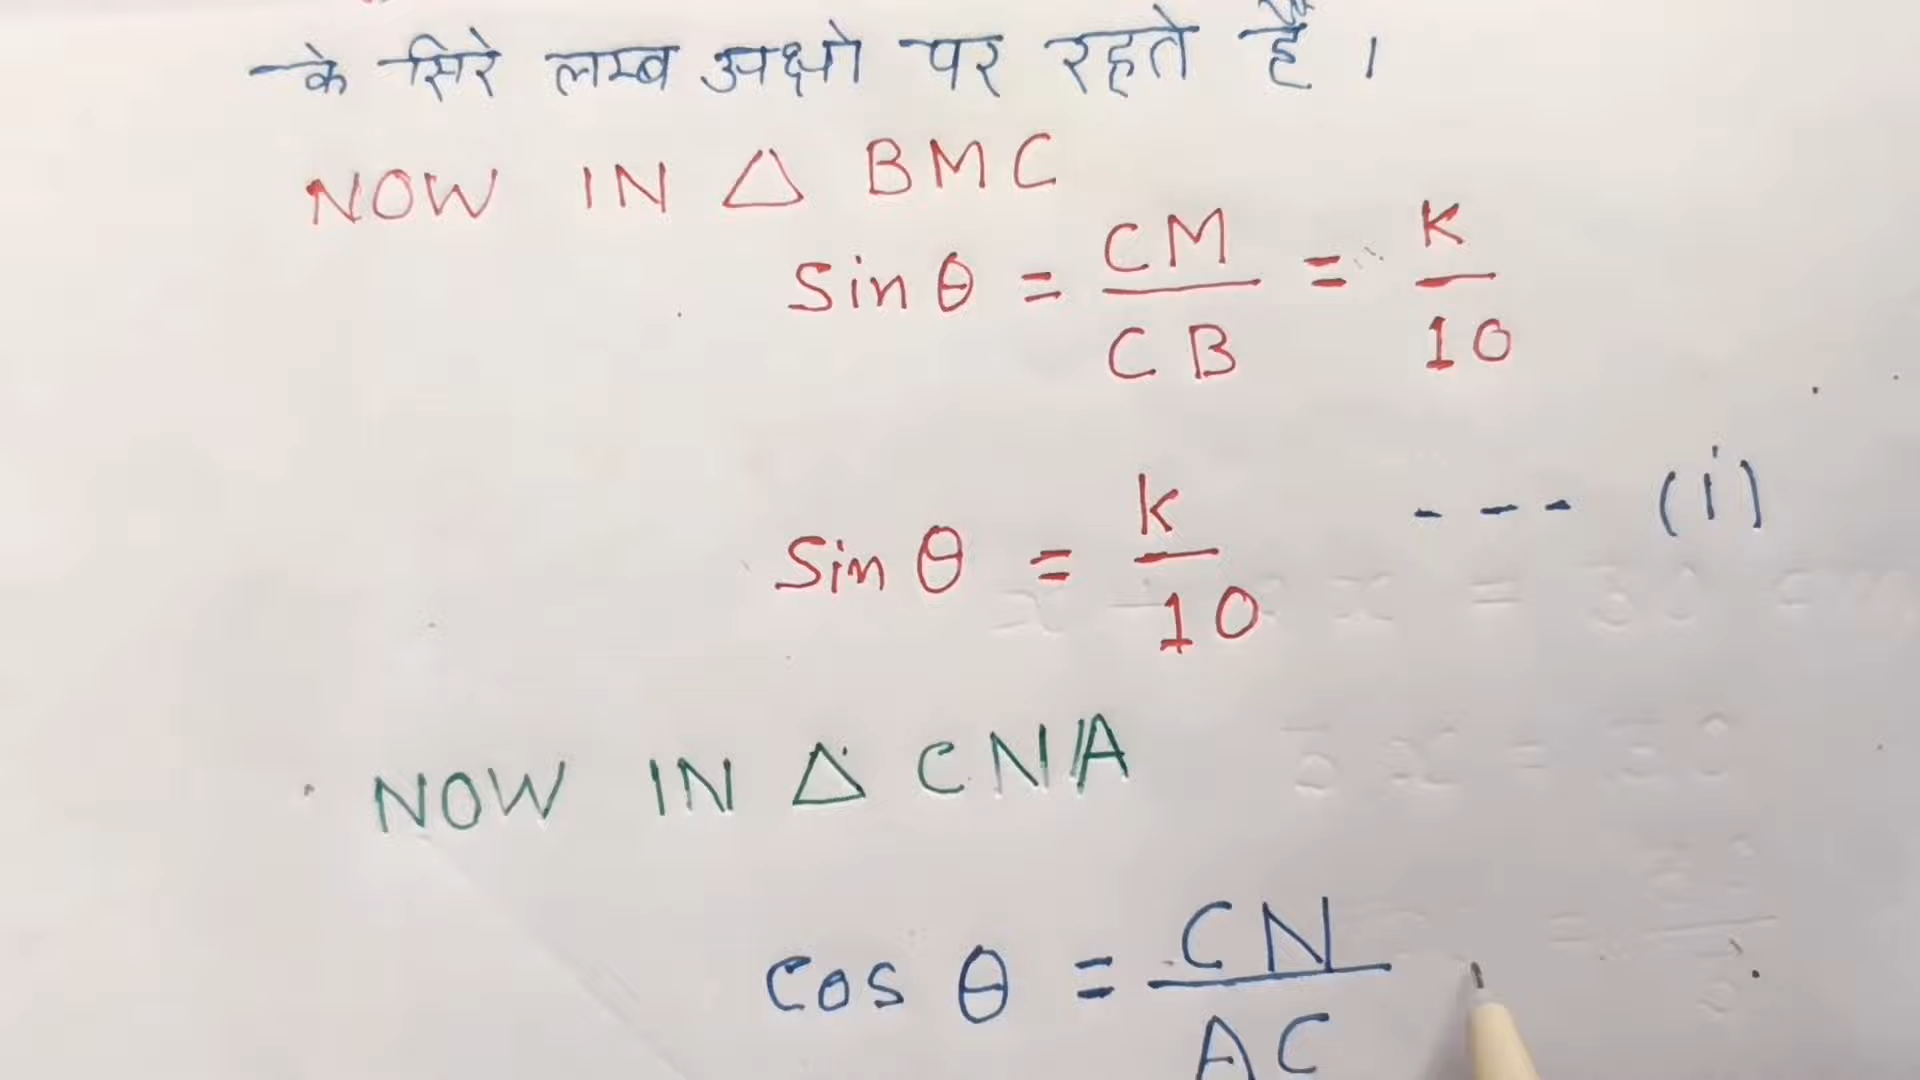 के सिरे लम्ब अक्षो पर रहते हैं ।
NOW IN △ BMC
Sin θ = CM / CB = K / 10
Sin θ = k / 10 --- (i)
NOW IN △ CNA
cos θ = CN / AC